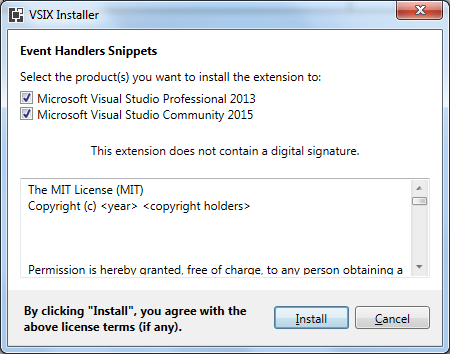 VSIX Installer
Event Handlers Snippets
Select the product(s) you want to install the extension to:
Microsoft Visual Studio Professional 2013
Microsoft Visual Studio Community 2015
This extension does not contain a digital signature.
The MIT License (MIT)
Copyright (c) <year> <copyright holders>
Permission is hereby granted, free of charge, to any person obtaining a
By clicking "Install", you agree with the
above license terms (if any).
Install
Cancel